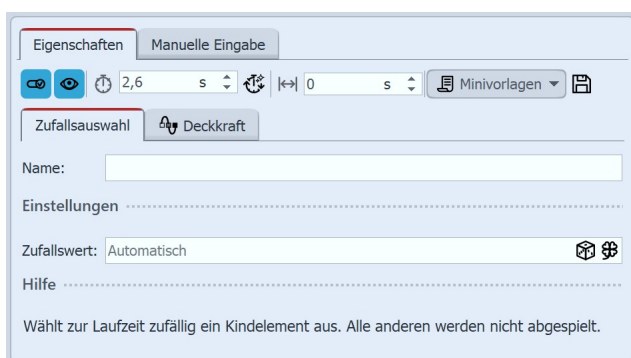 Eigenschaften Manuelle Eingabe
2,6 s 0 s Minivorlagen
Zufallsauswahl Deckkraft
Name:
Einstellungen
Zufallswert: Automatisch
Hilfe
Wählt zur Laufzeit zufällig ein Kindelement aus. Alle anderen werden nicht abgespielt.